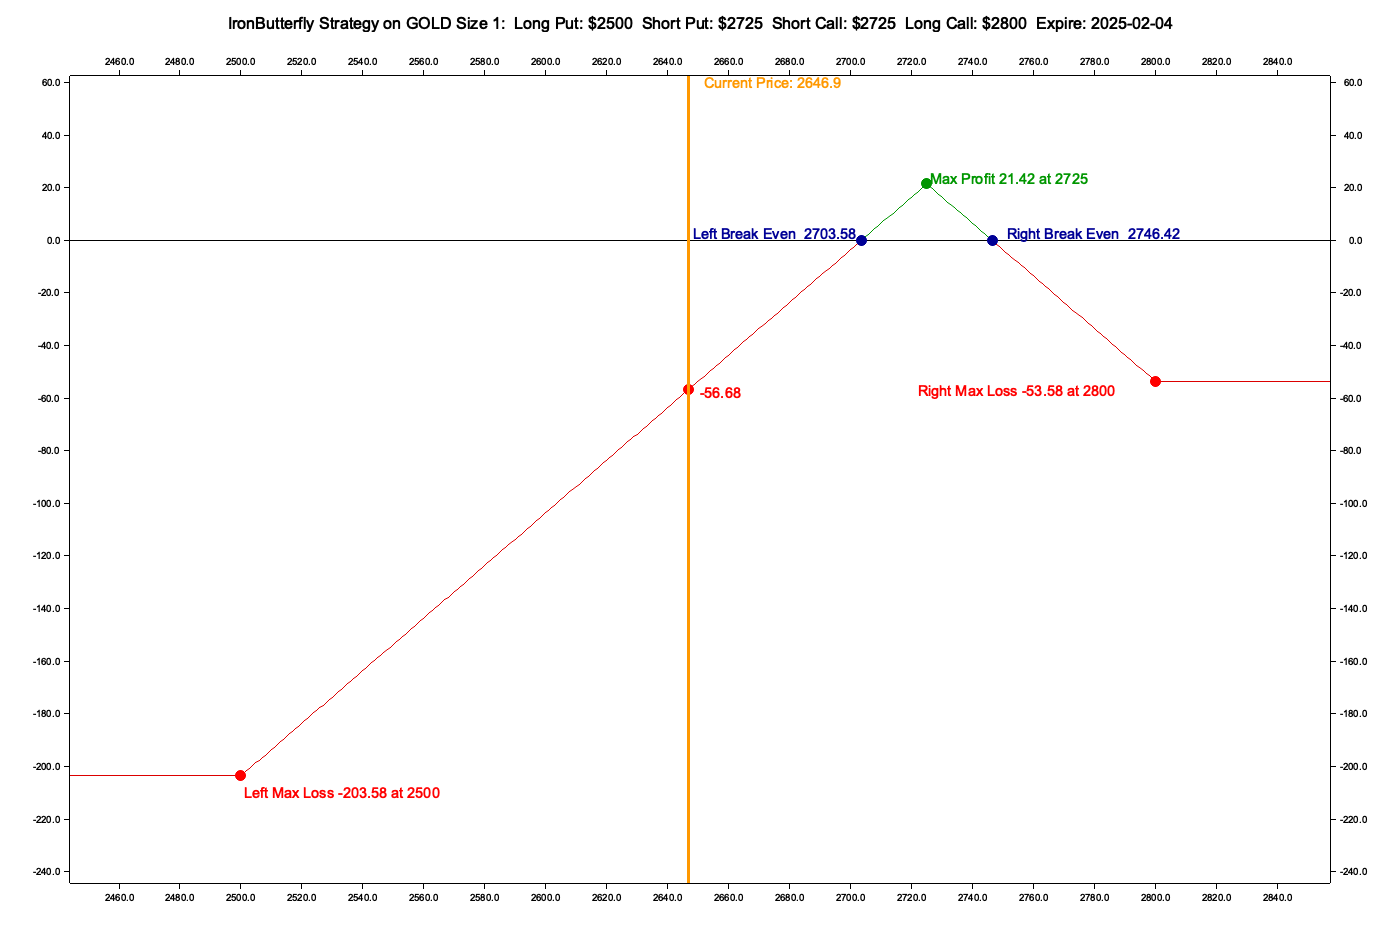 IronButterfly Strategy on GOLD Size 1:  Long Put: $2500  Short Put: $2725  Short Call: $2725  Long Call: $2800  Expire: 2025-02-04
2460.0 2480.0 2500.0 2520.0 2540.0 2560.0 2580.0 2600.0 2620.0 2640.0 2660.0 2680.0 2700.0 2720.0 2740.0 2760.0 2780.0 2800.0 2820.0 2840.0
60.0 Current Price: 2646.9 60.0
40.0 40.0
20.0 Max Profit 21.42 at 2725 20.0
Left Break Even  2703.58 Right Break Even  2746.42
0.0 0.0
-20.0 -20.0
-40.0 -40.0
-56.68 Right Max Loss -53.58 at 2800
-60.0 -60.0
-80.0 -80.0
-100.0 -100.0
-120.0 -120.0
-140.0 -140.0
-160.0 -160.0
-180.0 -180.0
-200.0 -200.0
Left Max Loss -203.58 at 2500
-220.0 -220.0
-240.0 -240.0
2460.0 2480.0 2500.0 2520.0 2540.0 2560.0 2580.0 2600.0 2620.0 2640.0 2660.0 2680.0 2700.0 2720.0 2740.0 2760.0 2780.0 2800.0 2820.0 2840.0